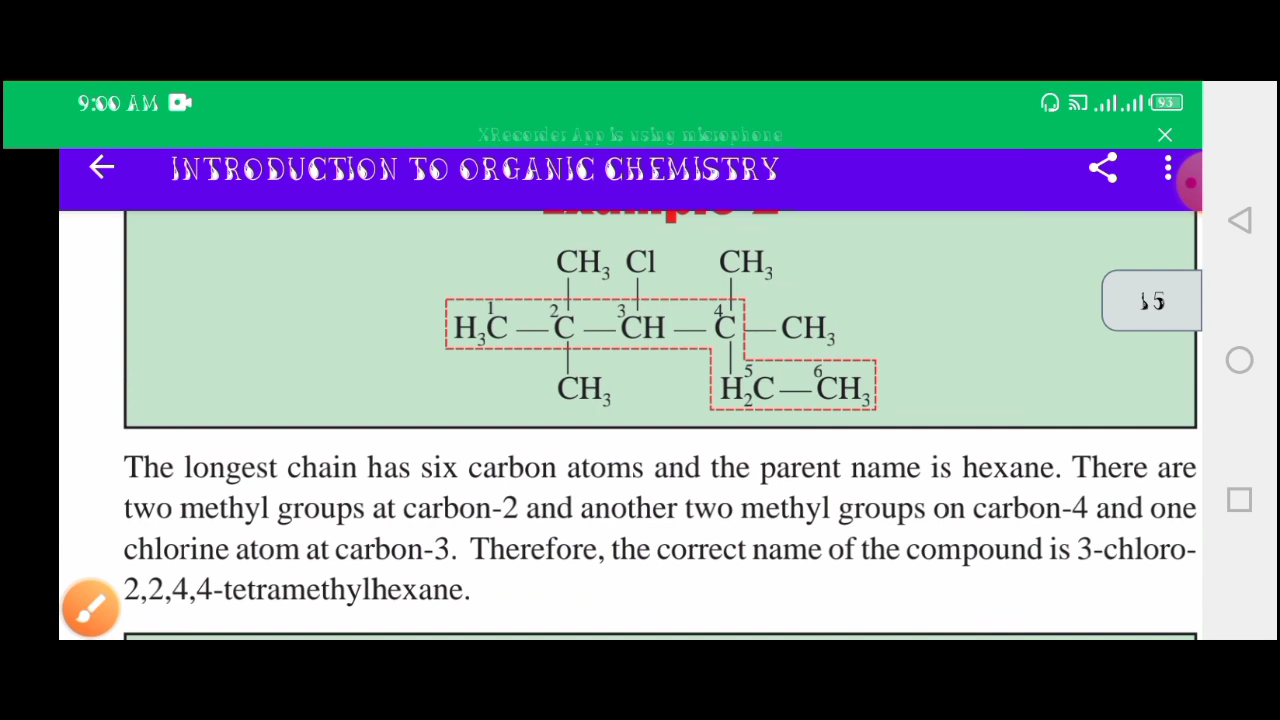 9:00 AM
93
XRecorder App is using microphone
INTRODUCTION TO ORGANIC CHEMISTRY
Example 2
CH3 Cl CH3
15
1 2 3 4
H3C — C — CH — C — CH3
5 6
CH3 H2C — CH3
The longest chain has six carbon atoms and the parent name is hexane. There are
two methyl groups at carbon-2 and another two methyl groups on carbon-4 and one
chlorine atom at carbon-3. Therefore, the correct name of the compound is 3-chloro-
2,2,4,4-tetramethylhexane.